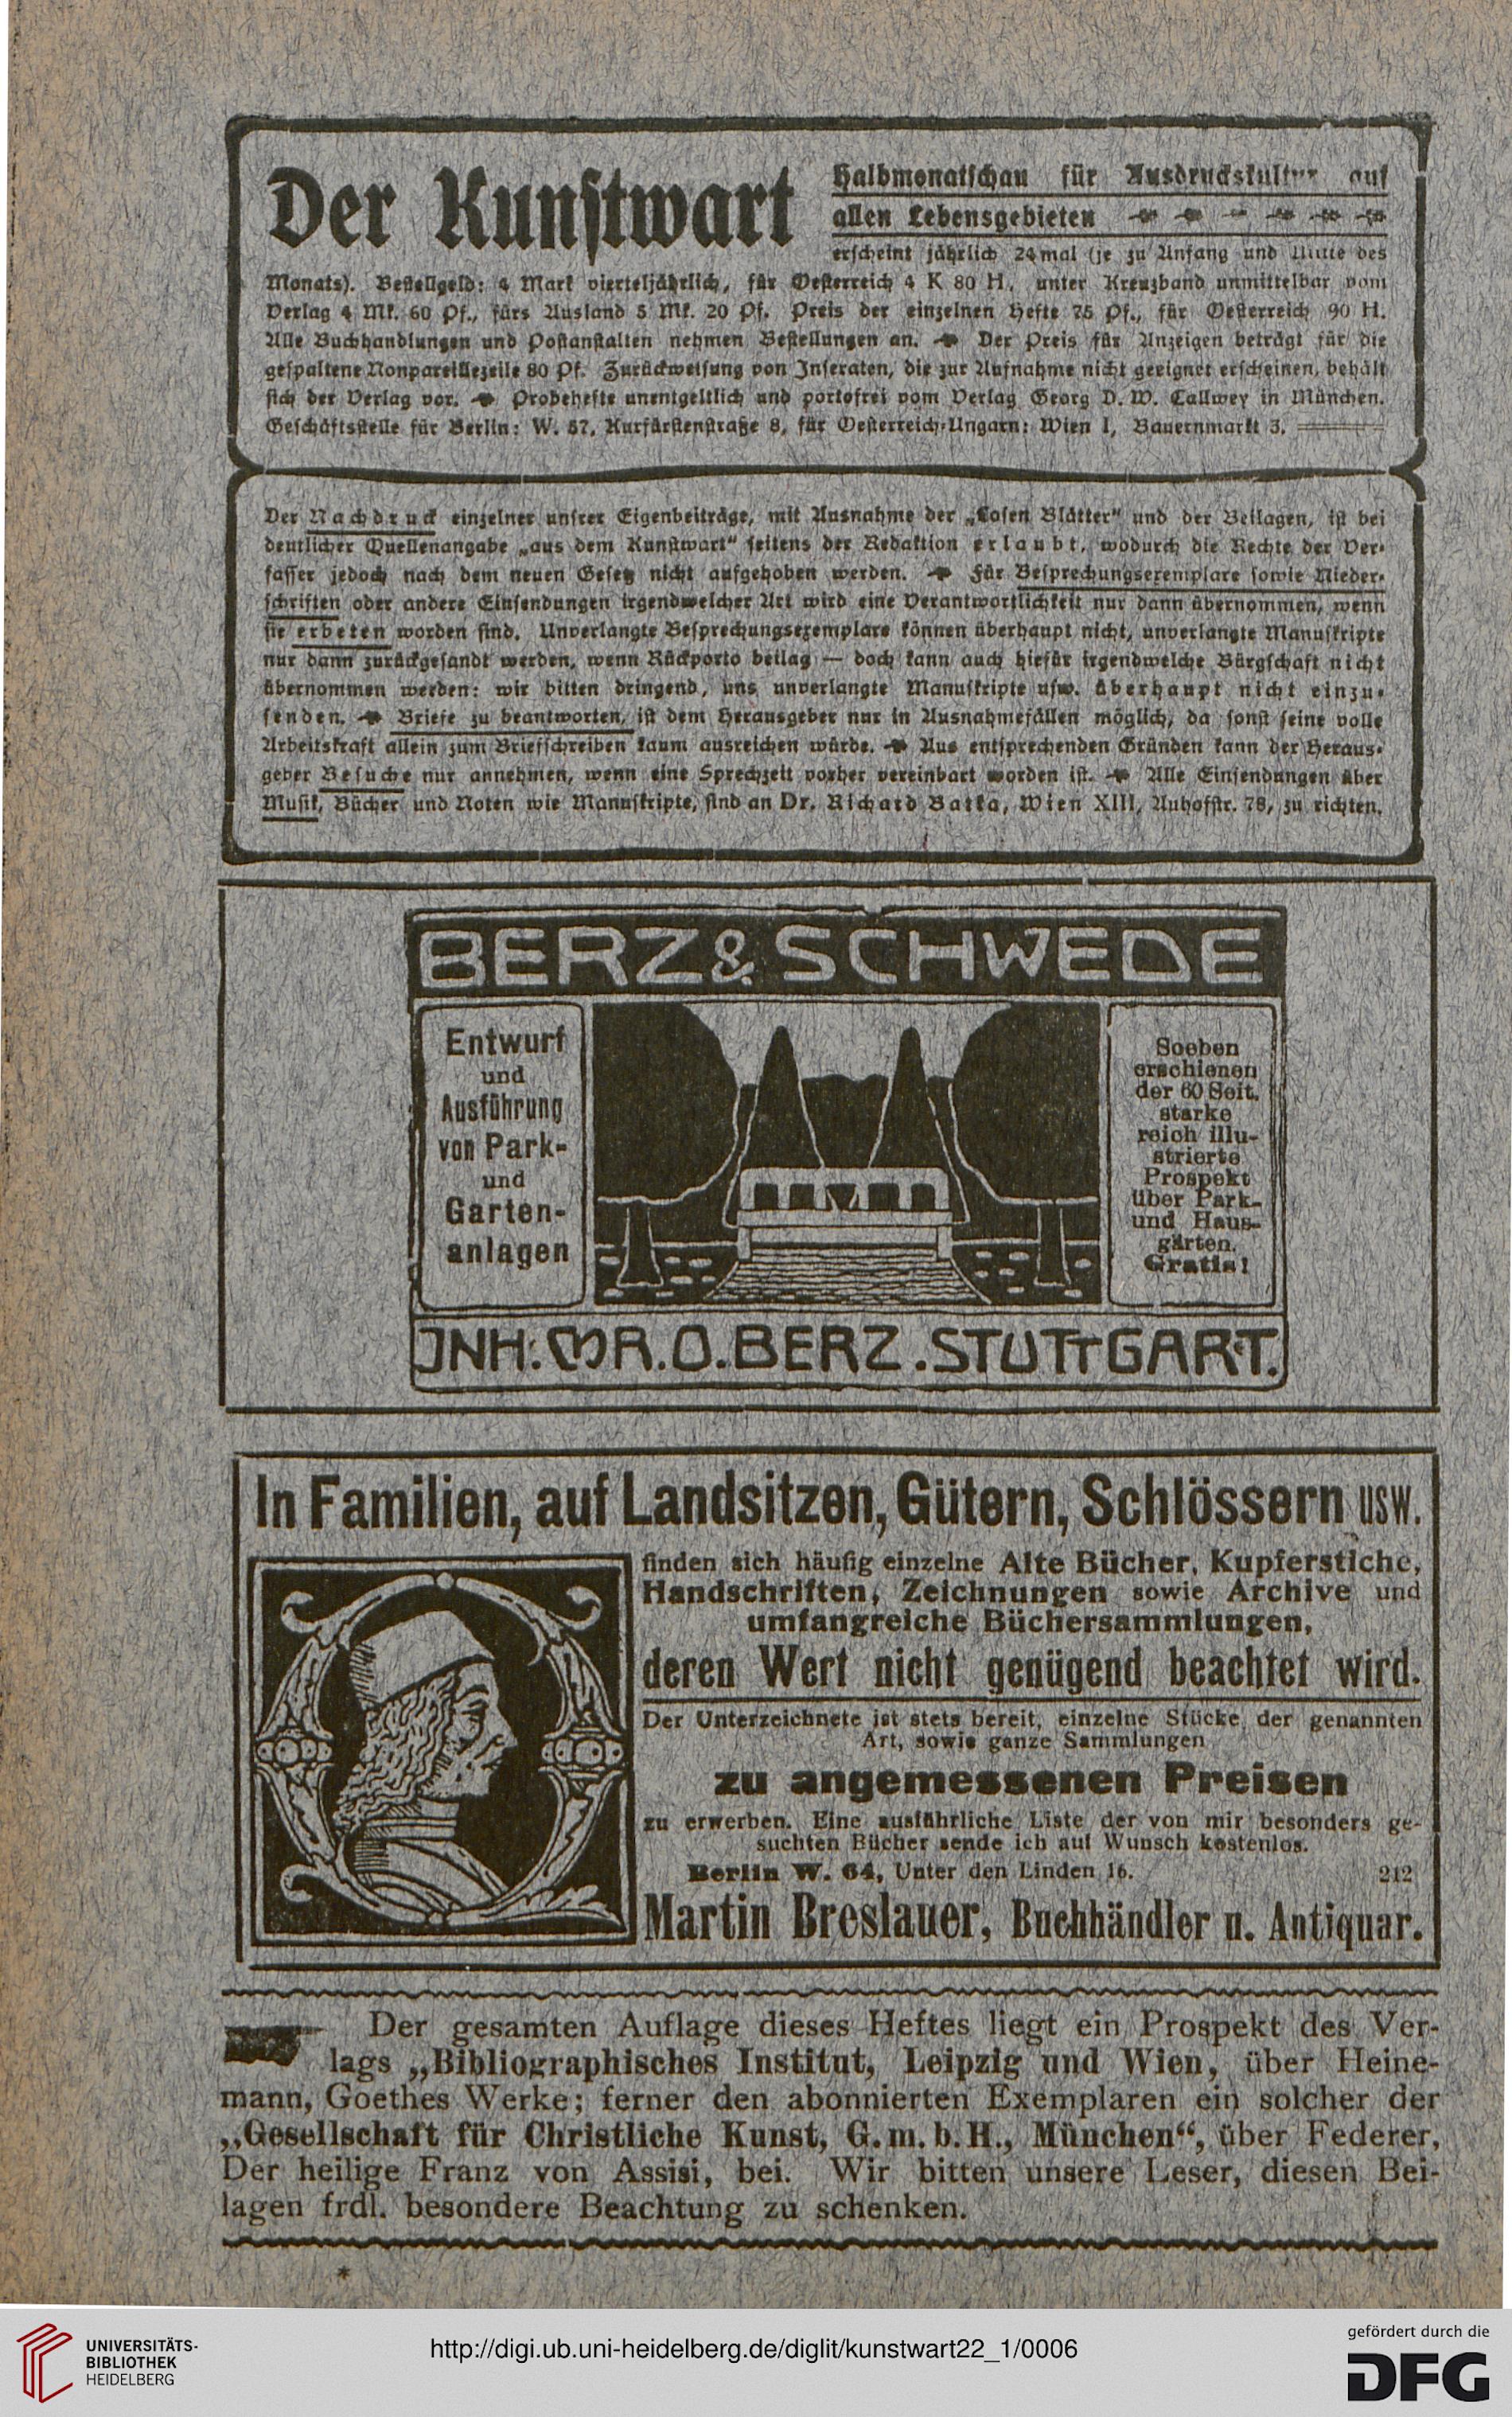 Der Kunstwart
Halbmonatschau für Ausdruckskultur auf
allen Lebensgebieten
erscheint jährlich 24mal (je zu Anfang und Mitte des
Monats). Bestellgeld: 4 Mark vierteljährlich, für Oesterreich 4 K 80 H, unter Kreuzband unmittelbar vom
Verlag 4 Mk. 60 Pf., fürs Ausland 5 Mk. 20 Pf. Preis der einzelnen Hefte 75 Pf., für Oesterreich 90 H.
Alle Buchhandlungen und Postanstalten nehmen Bestellungen an. Der Preis für Anzeigen beträgt für die
gespaltene Nonpareillezeile 80 Pf. Zurückweisung von Inseraten, die zur Aufnahme nicht geeignet erscheinen, behält
sich der Verlag vor. Probehefte unentgeltlich und portofrei vom Verlag Georg D. W. Callwey in München.
Geschäftsstelle für Berlin: W. 57, Kurfürstenstraße 8, für Oesterreich-Ungarn: Wien I, Bauernmarkt 3.
Der Nachdruck einzelner unsrer Eigenbeiträge, mit Ausnahme der „Losen Blätter“ und der Beilagen, ist bei
deutlicher Quellenangabe „aus dem Kunstwart“ seitens der Redaktion erlaubt, wodurch die Rechte der Ver-
fasser jedoch nach dem neuen Gesetz nicht aufgehoben werden. Für Besprechungsexemplare sowie Nieder-
schriften oder andere Einsendungen irgendwelcher Art wird eine Verantwortlichkeit nur dann übernommen, wenn
sie erbeten worden sind. Unverlangte Besprechungsexemplare können überhaupt nicht, unverlangte Manuskripte
nur dann zurückgesandt werden, wenn Rückporto beilag — doch kann auch hiefür irgendwelche Bürgschaft nicht
übernommen werden: wir bitten dringend, uns unverlangte Manuskripte usw. überhaupt nicht einzu-
senden. Briefe zu beantworten, ist dem Herausgeber nur in Ausnahmefällen möglich, da sonst seine volle
Arbeitskraft allein zum Briefschreiben kaum ausreichen würde. Aus entsprechenden Gründen kann der Heraus-
geber Besuche nur annehmen, wenn eine Sprechzeit vorher vereinbart worden ist. Alle Einsendungen über
Musik, Bücher und Noten wie Manuskripte, sind an Dr. Richard Batka, Wien XIII, Auhofstr. 78, zu richten.
BERZ & SCHWEDE
Entwurf
und
Ausführung
von Park-
und
Garten-
anlagen
Soeben
erschienen
der 60 Seit.
starke
reich illu-
strierte
Prospekt
über Park-
und Haus-
gärten.
Gratis!
INH: MR. O. BERZ. STUTTGART.
In Familien, auf Landsitzen, Gütern, Schlössern usw.
finden sich häufig einzelne Alte Bücher, Kupferstiche,
Handschriften, Zeichnungen sowie Archive und
umfangreiche Büchersammlungen,
deren Wert nicht genügend beachtet wird.
Der Unterzeichnete ist stets bereit, einzelne Stücke der genannten
Art, sowie ganze Sammlungen
zu angemessenen Preisen
zu erwerben. Eine ausführliche Liste der von mir besonders ge-
suchten Bücher sende ich auf Wunsch kostenlos.
Berlin W. 64, Unter den Linden 16. 212
Martin Breslauer, Buchhändler u. Antiquar.
Der gesamten Auflage dieses Heftes liegt ein Prospekt des Ver-
lags „Bibliographisches Institut, Leipzig und Wien, über Heine-
mann, Goethes Werke; ferner den abonnierten Exemplaren ein solcher der
„Gesellschaft für Christliche Kunst, G. m. b. H., München“, über Federer,
Der heilige Franz von Assisi, bei. Wir bitten unsere Leser, diesen Bei-
lagen frdl. besondere Beachtung zu schenken.
*
UNIVERSITÄTS-
BIBLIOTHEK
HEIDELBERG
http://digi.ub.uni-heidelberg.de/diglit/kunstwart22_1/0006
gefördert durch die
DFG